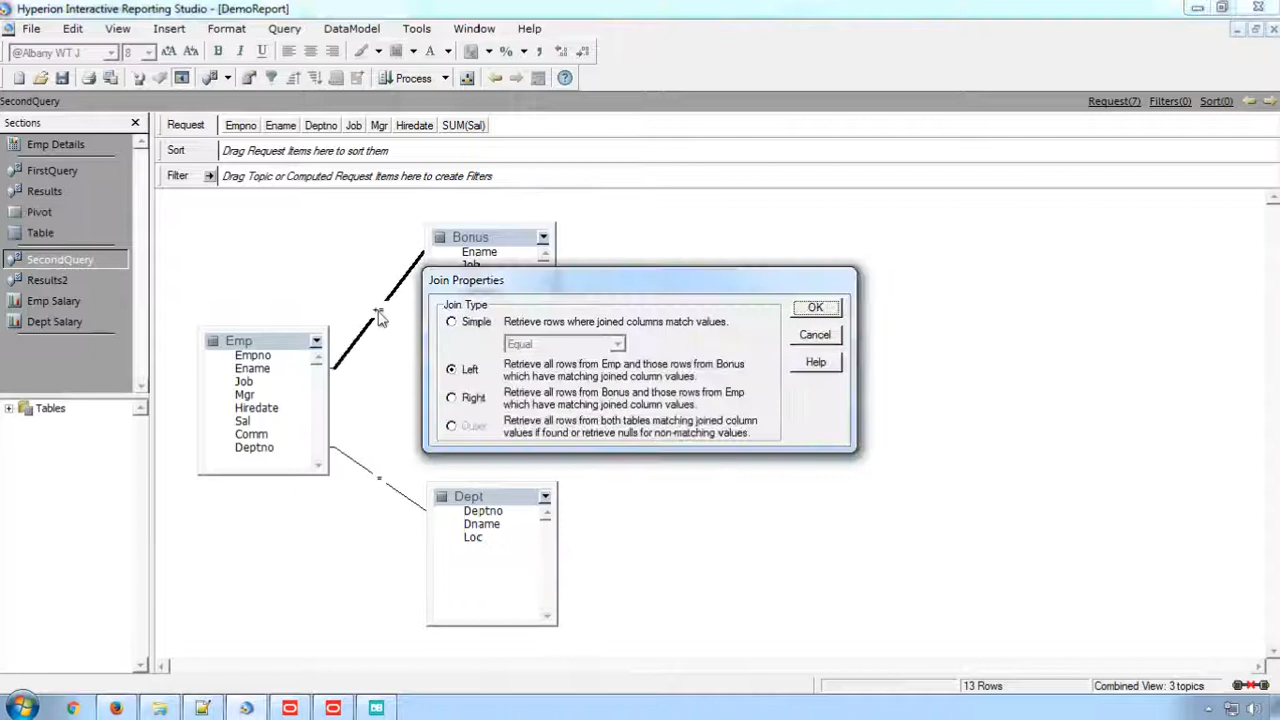 Hyperion Interactive Reporting Studio - [DemoReport]
File Edit View Insert Format Query DataModel Tools Window Help
@Albany WT J 8 B I U A %
Process
SecondQuery Request(7) Filters(0) Sort(0)
Sections
Request Empno Ename Deptno Job Mgr Hiredate SUM(Sal)
Sort Drag Request Items here to sort them
Filter Drag Topic or Computed Request Items here to create Filters
Emp Details
FirstQuery
Results
Pivot
Table
SecondQuery
Results2
Emp Salary
Dept Salary
Tables
Bonus
Ename
Job
Emp
Empno
Ename
Job
Mgr
Hiredate
Sal
Comm
Deptno
Join Properties
Join Type
Simple Retrieve rows where joined columns match values.
Equal
Left Retrieve all rows from Emp and those rows from Bonus
which have matching joined column values.
Right Retrieve all rows from Bonus and those rows from Emp
which have matching joined column values.
Outer Retrieve all rows from both tables matching joined column
values if found or retrieve nulls for non-matching values.
OK
Cancel
Help
Dept
Deptno
Dname
Loc
13 Rows Combined View: 3 topics